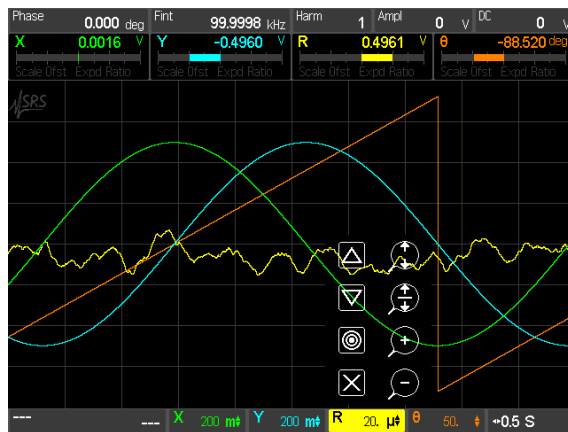 Phase 0.000 deg Fint 99.9998 kHz Harm 1 Ampl 0 V DC 0 V
X 0.0016 V Y -0.4960 V R 0.4961 V θ -88.520 deg
Scale Ofst Expd Ratio Scale Ofst Expd Ratio Scale Ofst Expd Ratio Scale Ofst Expd Ratio
SRS
--- --- X 200 m Y 200 m R 20. µ θ 50. 0.5 S